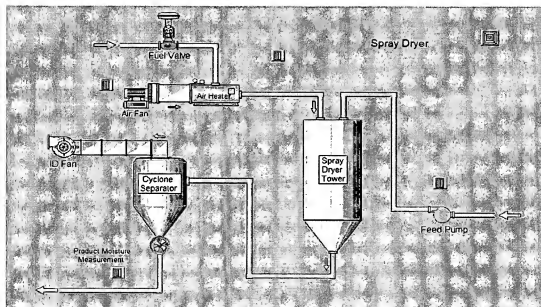 Fuel Valve
Spray Dryer
Air Heater
Air Fan
ID Fan
Cyclone
Separator
Spray
Dryer
Tower
Feed Pump
Product Moisture
Measurement